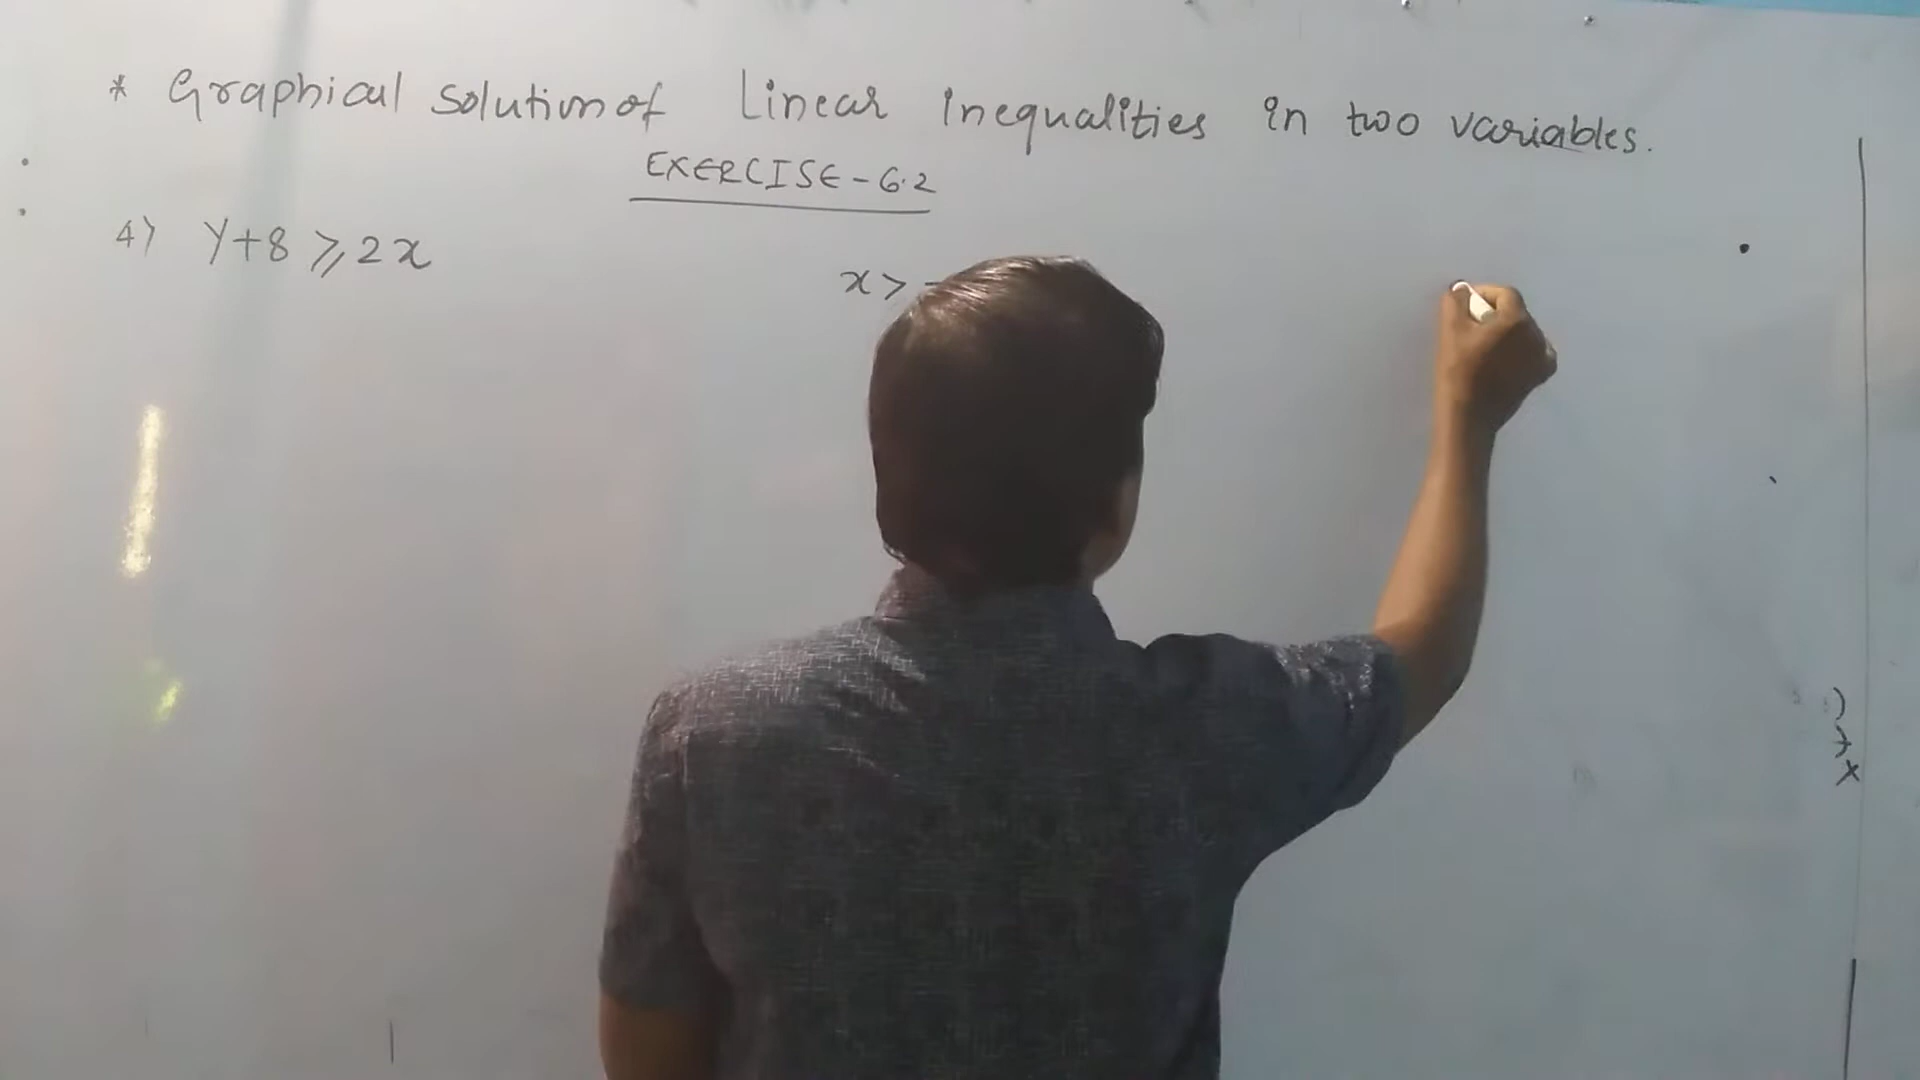 * Graphical solution of Linear inequalities in two variables.
EXERCISE-6.2
4) y+8 ⩾ 2x
x > -